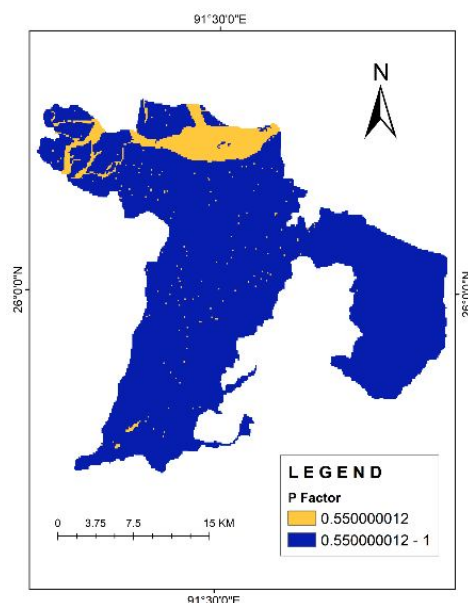 91°30'0"E
N
26°0'0"N
26°0'0"N
LEGEND
P Factor
0.550000012
0.550000012 - 1
0 3.75 7.5 15 KM
91°30'0"E